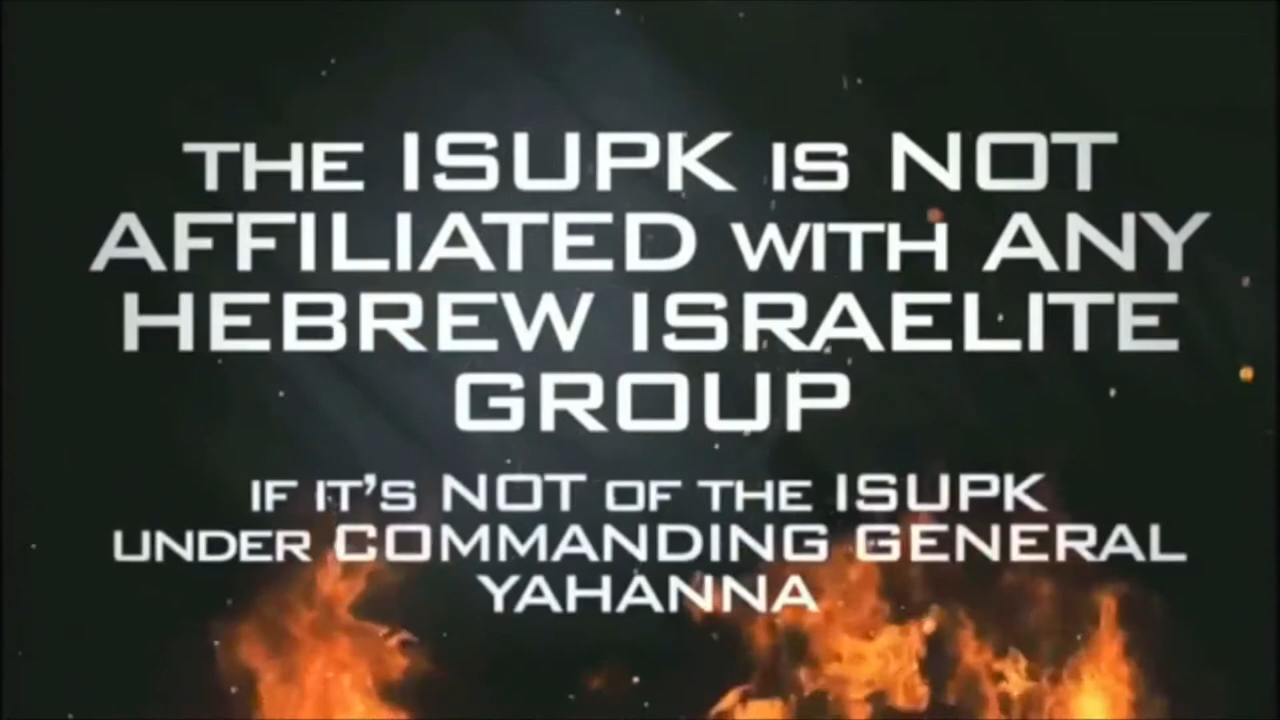 THE ISUPK IS NOT
AFFILIATED WITH ANY
HEBREW ISRAELITE
GROUP
IF IT'S NOT OF THE ISUPK
UNDER COMMANDING GENERAL
YAHANNA